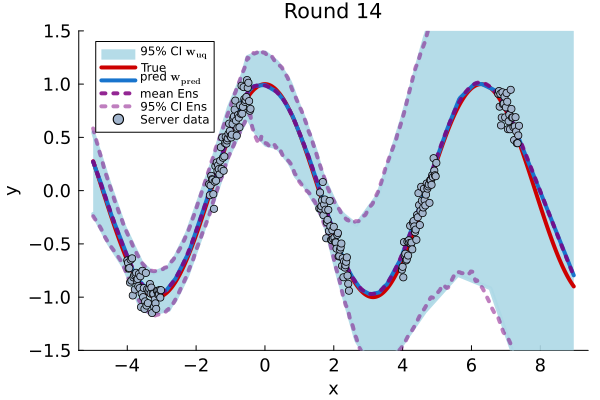 Round 14
1.5
1.0
0.5
0.0
−0.5
−1.0
−1.5
y
95% CI w_uq
True
pred w_pred
mean Ens
95% CI Ens
Server data
−4 −2 0 2 4 6 8
x